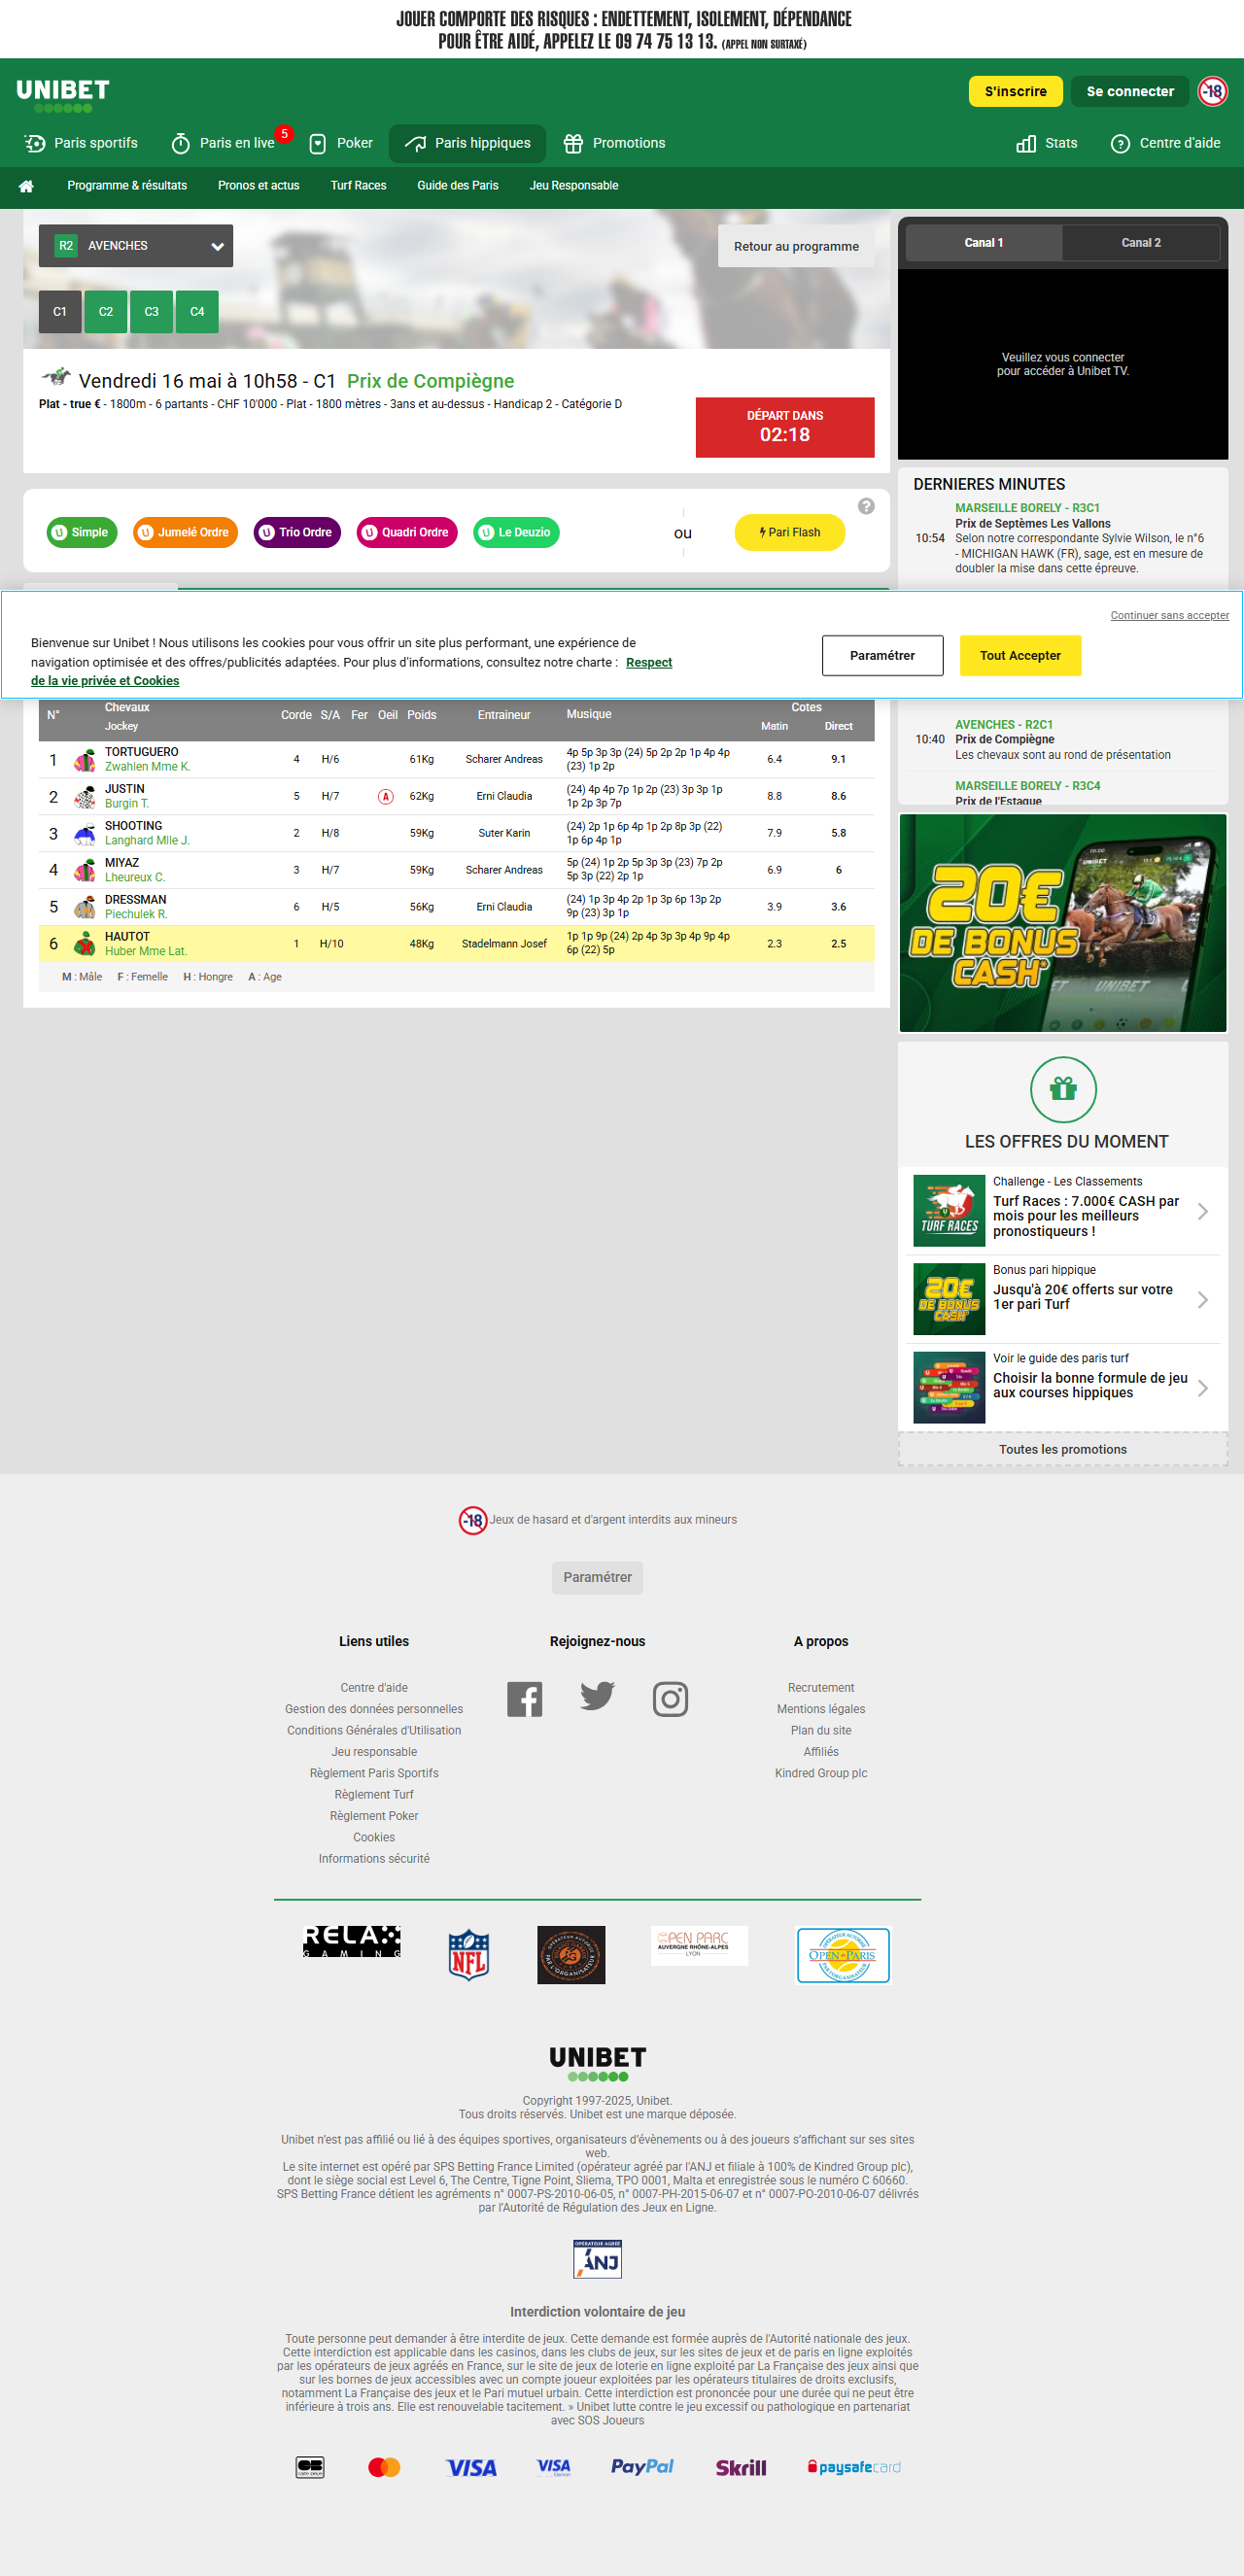 JOUER COMPORTE DES RISQUES : ENDETTEMENT, ISOLEMENT, DÉPENDANCE
POUR ÊTRE AIDÉ, APPELEZ LE 09 74 75 13 13. (APPEL NON SURTAXÉ)
UNIBET
S'inscrire
Se connecter
-18
Paris sportifs
Paris en live
5
Poker
Paris hippiques
Promotions
Stats
Centre d'aide
Programme & résultats
Pronos et actus
Turf Races
Guide des Paris
Jeu Responsable
R2 AVENCHES
Retour au programme
C1 C2 C3 C4
Vendredi 16 mai à 10h58 - C1 Prix de Compiègne
Plat - true € - 1800m - 6 partants - CHF 10'000 - Plat - 1800 mètres - 3ans et au-dessus - Handicap 2 - Catégorie D
DÉPART DANS
02:18
Simple
Jumelé Ordre
Trio Ordre
Quadri Ordre
Le Deuzio
ou
Pari Flash
?
Canal 1
Canal 2
Veuillez vous connecter
pour accéder à Unibet TV.
DERNIERES MINUTES
MARSEILLE BORELY - R3C1
Prix de Septèmes Les Vallons
10:54 Selon notre correspondante Sylvie Wilson, le n°6
- MICHIGAN HAWK (FR), sage, est en mesure de
doubler la mise dans cette épreuve.
Continuer sans accepter
Bienvenue sur Unibet ! Nous utilisons les cookies pour vous offrir un site plus performant, une expérience de
navigation optimisée et des offres/publicités adaptées. Pour plus d'informations, consultez notre charte : Respect
de la vie privée et Cookies
Paramétrer
Tout Accepter
N° Chevaux Jockey Corde S/A Fer Oeil Poids Entraineur Musique Cotes Matin Direct
1 TORTUGUERO 4 H/6 61Kg Scharer Andreas 4p 5p 3p 3p (24) 5p 2p 2p 1p 4p 4p 6.4 9.1
Zwahlen Mme K. (23) 1p 2p
2 JUSTIN 5 H/7 A 62Kg Erni Claudia (24) 4p 4p 7p 1p 2p (23) 3p 3p 1p 8.8 8.6
Burgin T. 1p 2p 3p 7p
3 SHOOTING 2 H/8 59Kg Suter Karin (24) 2p 1p 6p 4p 1p 2p 8p 3p (22) 7.9 5.8
Langhard Mlle J. 1p 6p 4p 1p
4 MIYAZ 3 H/7 59Kg Scharer Andreas 5p (24) 1p 2p 5p 3p 3p (23) 7p 2p 6.9 6
Lheureux C. 5p 3p (22) 2p 1p
5 DRESSMAN 6 H/5 56Kg Erni Claudia (24) 1p 3p 4p 2p 1p 3p 6p 13p 2p 3.9 3.6
Piechulek R. 9p (23) 3p 1p
6 HAUTOT 1 H/10 48Kg Stadelmann Josef 1p 1p 9p (24) 2p 4p 3p 3p 4p 9p 4p 2.3 2.5
Huber Mme Lat. 6p (22) 5p
M : Mâle F : Femelle H : Hongre A : Age
AVENCHES - R2C1
10:40 Prix de Compiègne
Les chevaux sont au rond de présentation
MARSEILLE BORELY - R3C4
Prix de l'Estaque
20€
DE BONUS
CASH*
UNIBET
LES OFFRES DU MOMENT
TURF RACES
Challenge - Les Classements
Turf Races : 7.000€ CASH par
mois pour les meilleurs
pronostiqueurs !
20€
DE BONUS
CASH*
Bonus pari hippique
Jusqu'à 20€ offerts sur votre
1er pari Turf
Voir le guide des paris turf
Choisir la bonne formule de jeu
aux courses hippiques
Toutes les promotions
-18 Jeux de hasard et d'argent interdits aux mineurs
Paramétrer
Liens utiles
Centre d'aide
Gestion des données personnelles
Conditions Générales d'Utilisation
Jeu responsable
Règlement Paris Sportifs
Règlement Turf
Règlement Poker
Cookies
Informations sécurité
Rejoignez-nous
A propos
Recrutement
Mentions légales
Plan du site
Affiliés
Kindred Group plc
RELAX
GAMING
NFL
OPERATEUR AUTORISÉ
PAR L'ORGANISATEUR
OPEN PARC
AUVERGNE RHÔNE-ALPES
LYON
OPERATEUR AUTORISÉ
OPEN PARIS
PAR L'ORGANISATEUR
UNIBET
Copyright 1997-2025, Unibet.
Tous droits réservés. Unibet est une marque déposée.
Unibet n'est pas affilié ou lié à des équipes sportives, organisateurs d'évènements ou à des joueurs s'affichant sur ses sites
web.
Le site internet est opéré par SPS Betting France Limited (opérateur agréé par l'ANJ et filiale à 100% de Kindred Group plc),
dont le siège social est Level 6, The Centre, Tigne Point, Sliema, TPO 0001, Malta et enregistrée sous le numéro C 60660.
SPS Betting France détient les agréments n° 0007-PS-2010-06-05, n° 0007-PH-2015-06-07 et n° 0007-PO-2010-06-07 délivrés
par l'Autorité de Régulation des Jeux en Ligne.
OPÉRATEUR AGRÉÉ
ANJ
Interdiction volontaire de jeu
Toute personne peut demander à être interdite de jeux. Cette demande est formée auprès de l'Autorité nationale des jeux.
Cette interdiction est applicable dans les casinos, dans les clubs de jeux, sur les sites de jeux et de paris en ligne exploités
par les opérateurs de jeux agréés en France, sur le site de jeux de loterie en ligne exploité par La Française des jeux ainsi que
sur les bornes de jeux accessibles avec un compte joueur exploitées par les opérateurs titulaires de droits exclusifs,
notamment La Française des jeux et le Pari mutuel urbain. Cette interdiction est prononcée pour une durée qui ne peut être
inférieure à trois ans. Elle est renouvelable tacitement. » Unibet lutte contre le jeu excessif ou pathologique en partenariat
avec SOS Joueurs
CB
VISA
VISA
PayPal
Skrill
paysafecard